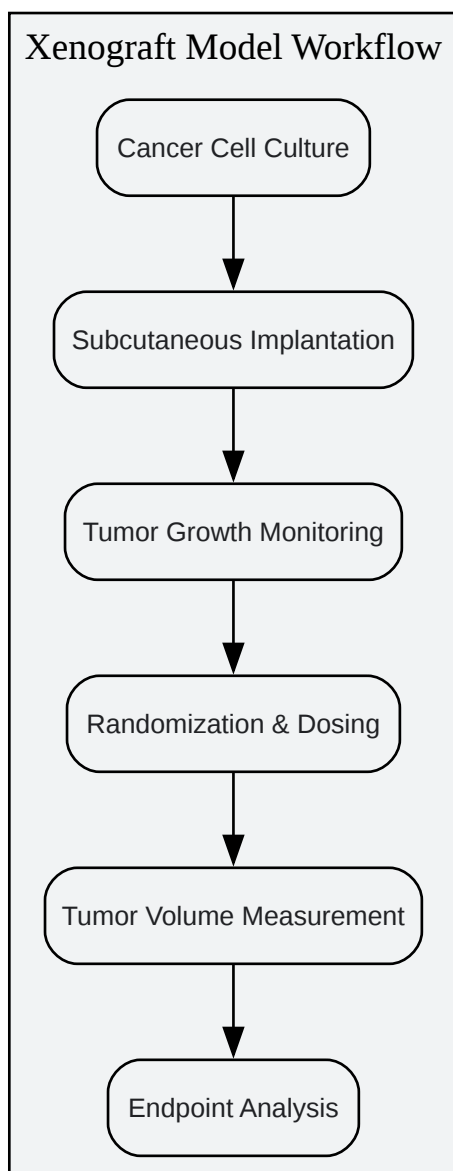 Xenograft Model Workflow
Cancer Cell Culture
Subcutaneous Implantation
Tumor Growth Monitoring
Randomization & Dosing
Tumor Volume Measurement
Endpoint Analysis